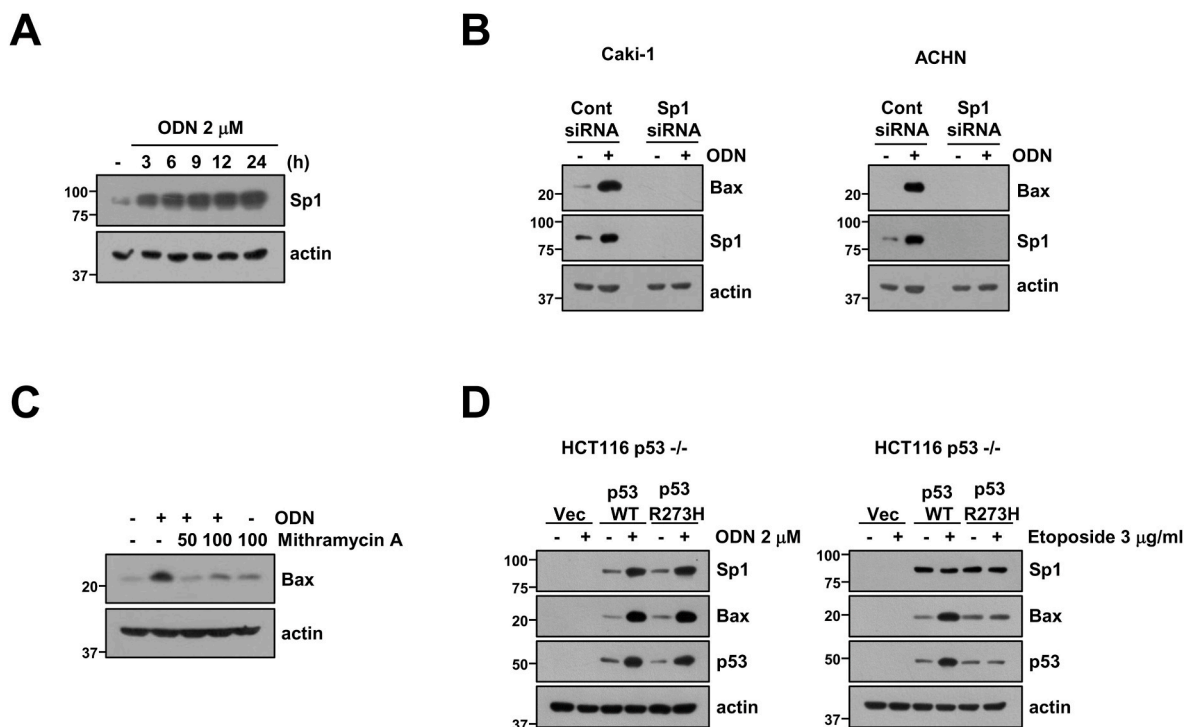 A
ODN 2 μM
- 3 6 9 12 24 (h)
100
75
Sp1
37
actin
B
Caki-1
Cont siRNA
Sp1 siRNA
- + - + ODN
20
Bax
100
75
Sp1
37
actin
ACHN
Cont siRNA
Sp1 siRNA
- + - + ODN
20
Bax
100
75
Sp1
37
actin
C
- + + + - ODN
- - 50 100 100 Mithramycin A
20
Bax
37
actin
D
HCT116 p53 -/-
Vec
p53 WT
p53 R273H
- + - + - + ODN 2 μM
100
75
Sp1
20
Bax
50
p53
37
actin
HCT116 p53 -/-
Vec
p53 WT
p53 R273H
- + - + - + Etoposide 3 μg/ml
100
75
Sp1
20
Bax
50
p53
37
actin